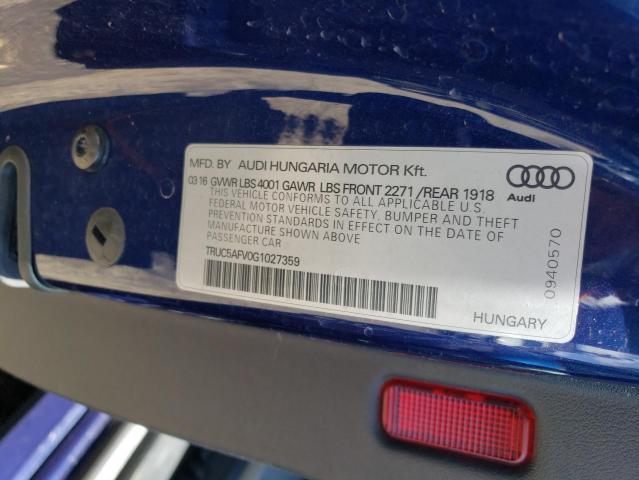 MFD. BY AUDI HUNGARIA MOTOR Kft.
03 16 GVWR LBS 4001 GAWR LBS FRONT 2271 /REAR 1918
THIS VEHICLE CONFORMS TO ALL APPLICABLE U.S.
FEDERAL MOTOR VEHICLE SAFETY, BUMPER AND THEFT
PREVENTION STANDARDS IN EFFECT ON THE DATE OF
MANUFACTURE SHOWN ABOVE
PASSENGER CAR
TRUC5AFV0G1027359
Audi
0940570
HUNGARY